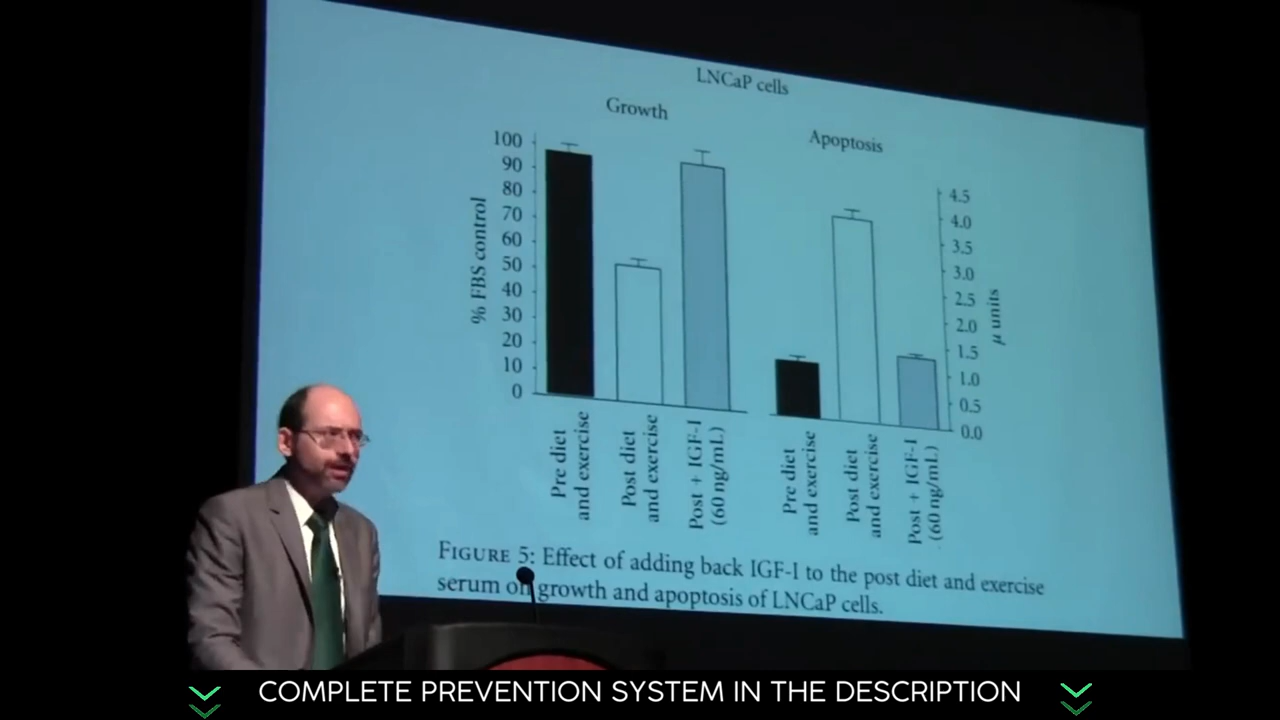 LNCaP cells
Growth
Apoptosis
% FBS control
100
90
80
70
60
50
40
30
20
10
0
Pre diet
and exercise
Post diet
and exercise
Post + IGF-I
(60 ng/mL)
Pre diet
and exercise
Post diet
and exercise
Post + IGF-I
(60 ng/mL)
4.5
4.0
3.5
3.0
2.5
2.0
1.5
1.0
0.5
0.0
μ units
FIGURE 5: Effect of adding back IGF-I to the post diet and exercise
serum on growth and apoptosis of LNCaP cells.
COMPLETE PREVENTION SYSTEM IN THE DESCRIPTION